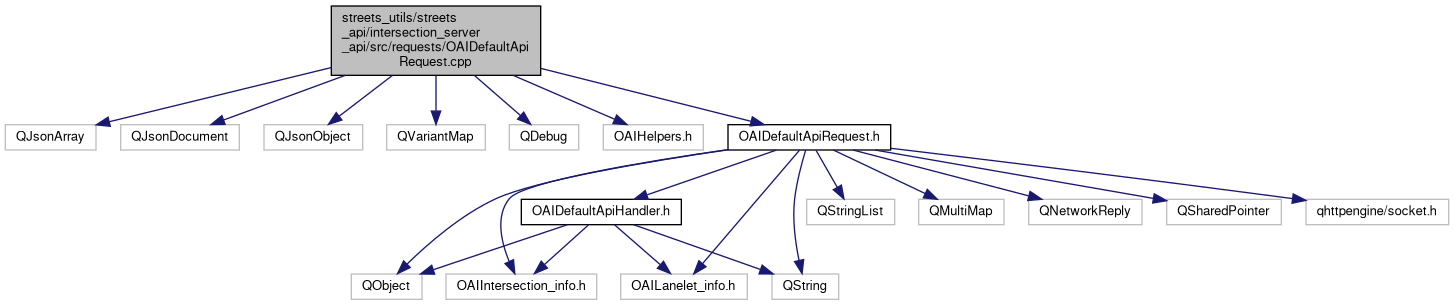 streets_utils/streets
_api/intersection_server
_api/src/requests/OAIDefaultApi
Request.cpp
QJsonArray
QJsonDocument
QJsonObject
QVariantMap
QDebug
OAIHelpers.h
OAIDefaultApiRequest.h
OAIDefaultApiHandler.h
QStringList
QMultiMap
QNetworkReply
QSharedPointer
qhttpengine/socket.h
QObject
OAIIntersection_info.h
OAILanelet_info.h
QString